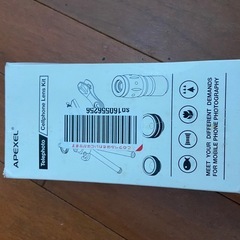 APEXEL®
Telephoto / Cellphone Lens Kit
MEET YOUR DIFFERENT DEMANDS
FOR MOBILE PHONE PHOTOGRAPHY